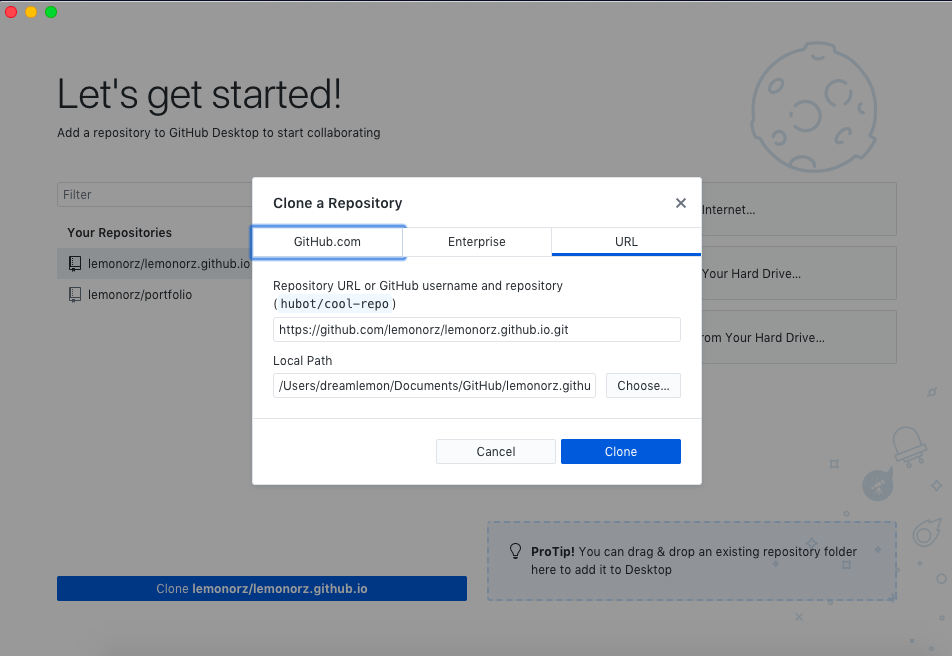 Let's get started!
Add a repository to GitHub Desktop to start collaborating
Filter
Your Repositories
lemonorz/lemonorz.github.io
lemonorz/portfolio
Clone lemonorz/lemonorz.github.io
Clone a Repository
GitHub.com Enterprise URL
Repository URL or GitHub username and repository
(hubot/cool-repo)
https://github.com/lemonorz/lemonorz.github.io.git
Local Path
/Users/dreamlemon/Documents/GitHub/lemonorz.githu Choose...
Cancel Clone
Internet...
Your Hard Drive...
from Your Hard Drive...
ProTip! You can drag & drop an existing repository folder
here to add it to Desktop